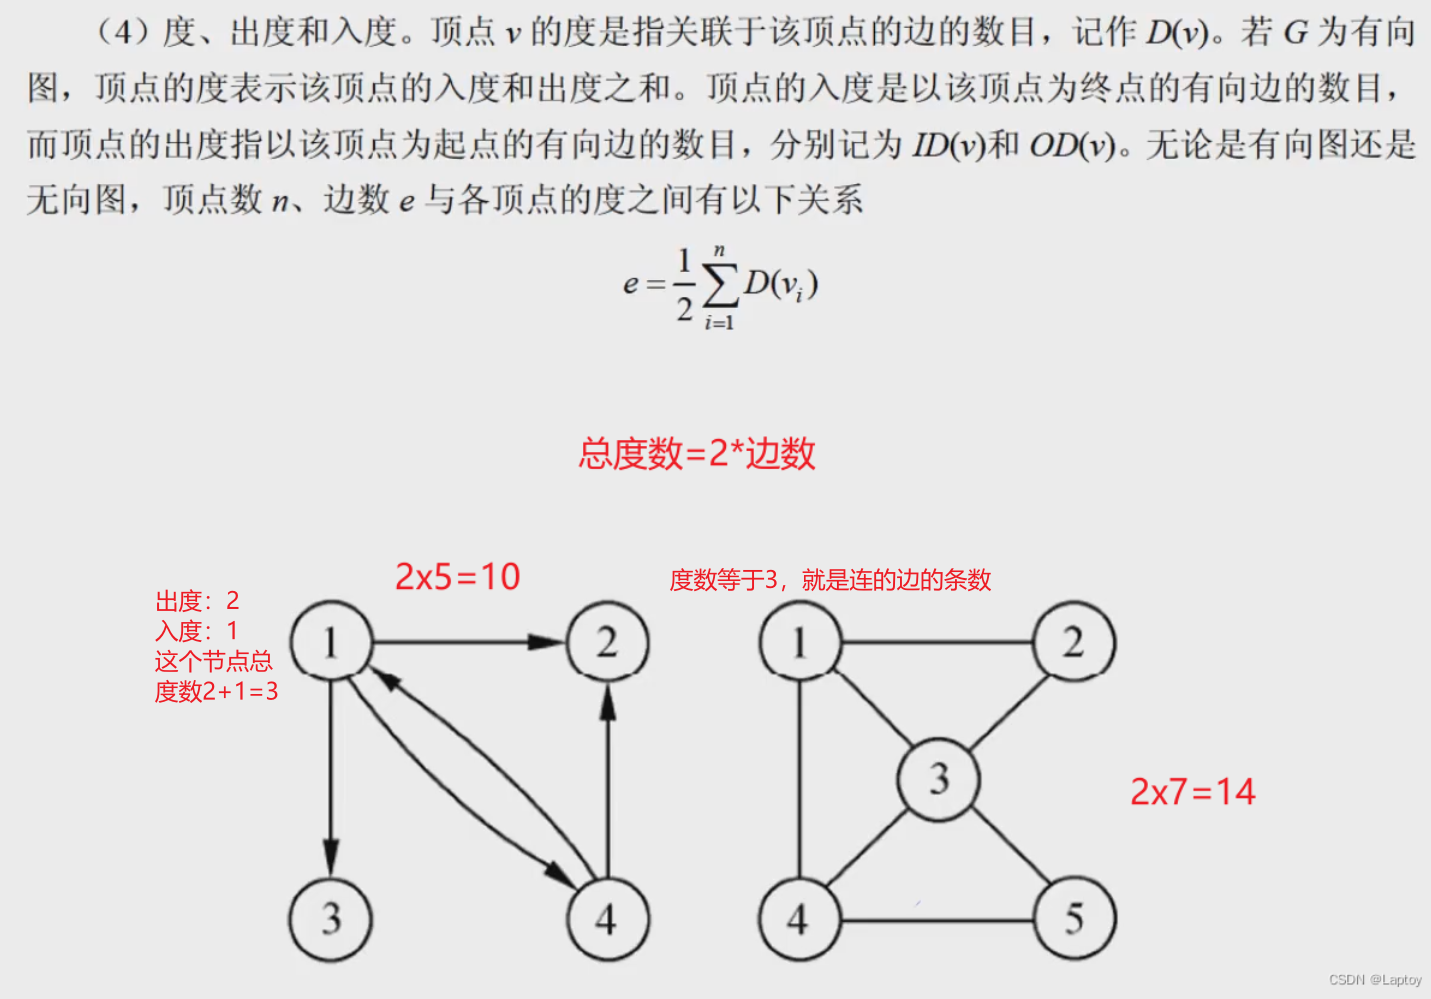 （4）度、出度和入度。顶点 v 的度是指关联于该顶点的边的数目，记作 D(v)。若 G 为有向
图，顶点的度表示该顶点的入度和出度之和。顶点的入度是以该顶点为终点的有向边的数目，
而顶点的出度指以该顶点为起点的有向边的数目，分别记为 ID(v)和 OD(v)。无论是有向图还是
无向图，顶点数 n、边数 e 与各顶点的度之间有以下关系
e = 1/2 ∑_{i=1}^{n} D(v_i)
总度数=2*边数
2x5=10
出度：2
入度：1
这个节点总
度数2+1=3
1
2
3
4
度数等于3，就是连的边的条数
1
2
3
2x7=14
4
5
CSDN @Laptoy